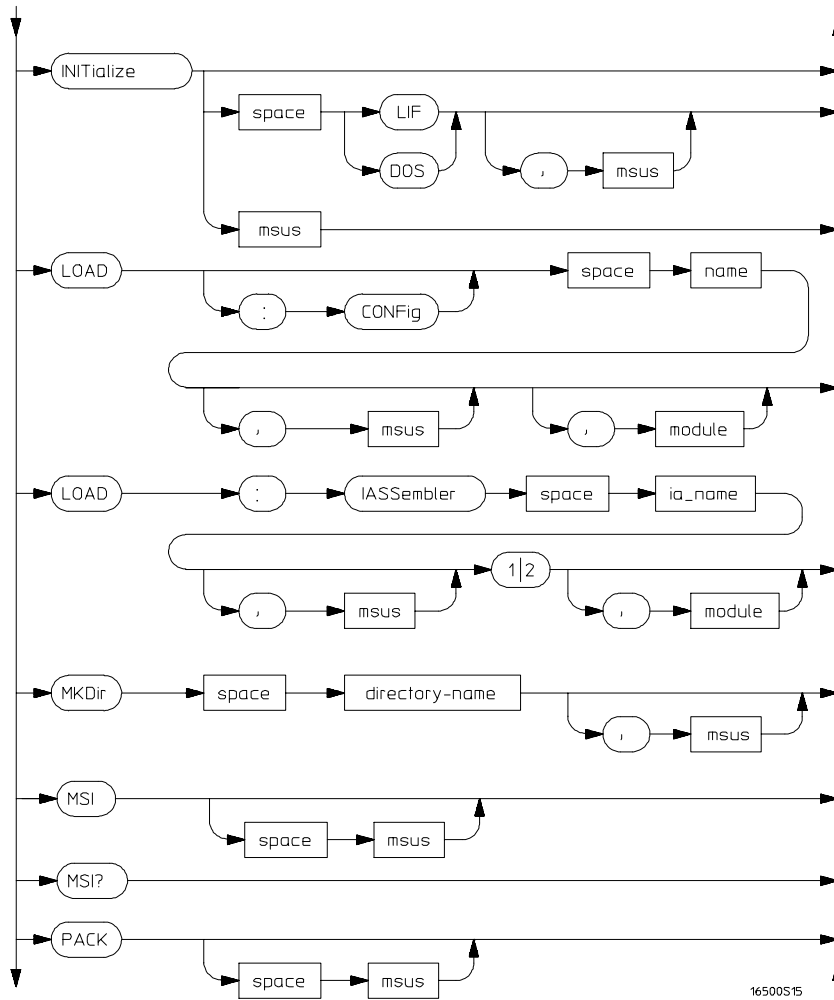 INITialize
space LIF
DOS , msus
msus
LOAD space name
: CONFig
, msus , module
LOAD : IASSembler space ia_name
1|2
, msus , module
MKDir space directory-name
, msus
MSI
space msus
MSI?
PACK
space msus
16500S15